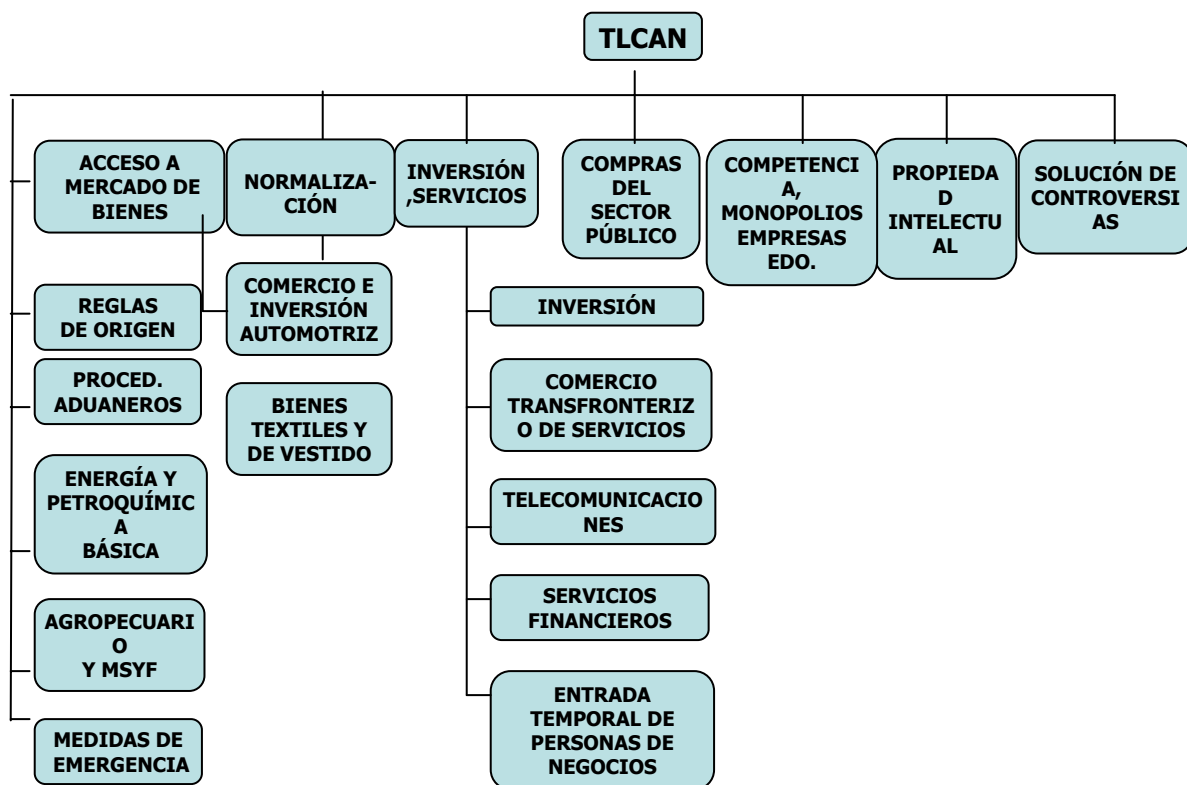 TLCAN
ACCESO A
MERCADO DE
BIENES
NORMALIZA-
CIÓN
INVERSIÓN
,SERVICIOS
COMPRAS
DEL
SECTOR
PÚBLICO
COMPETENCI
A,
MONOPOLIOS
EMPRESAS
EDO.
PROPIEDA
D
INTELECTU
AL
SOLUCIÓN DE
CONTROVERSI
AS
REGLAS
DE ORIGEN
COMERCIO E
INVERSIÓN
AUTOMOTRIZ
INVERSIÓN
PROCED.
ADUANEROS
BIENES
TEXTILES Y
DE VESTIDO
COMERCIO
TRANSFRONTERIZ
O DE SERVICIOS
ENERGÍA Y
PETROQUÍMIC
A
BÁSICA
TELECOMUNICACIO
NES
AGROPECUARI
O
Y MSYF
SERVICIOS
FINANCIEROS
MEDIDAS DE
EMERGENCIA
ENTRADA
TEMPORAL DE
PERSONAS DE
NEGOCIOS